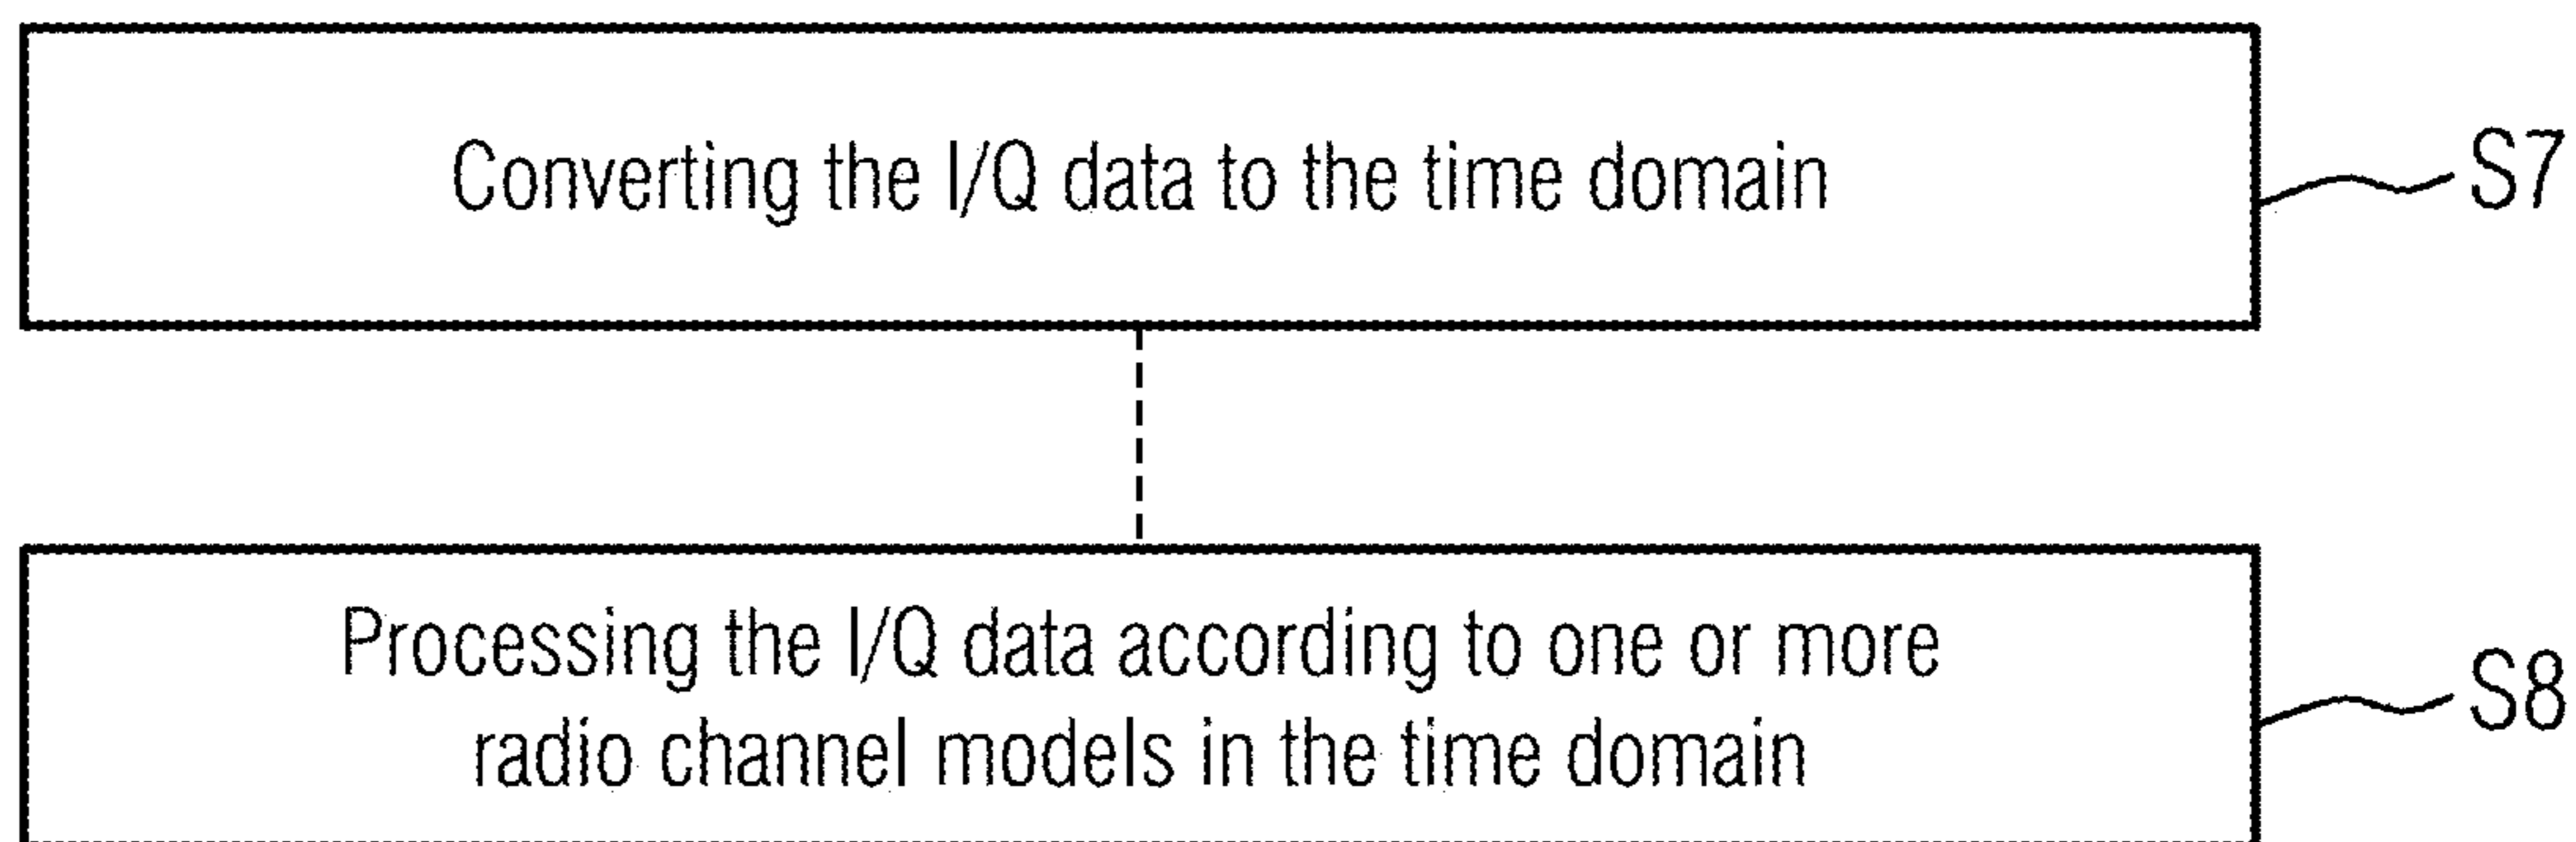 Converting the I/Q data to the time domain
S7
Processing the I/Q data according to one or more
radio channel models in the time domain
S8